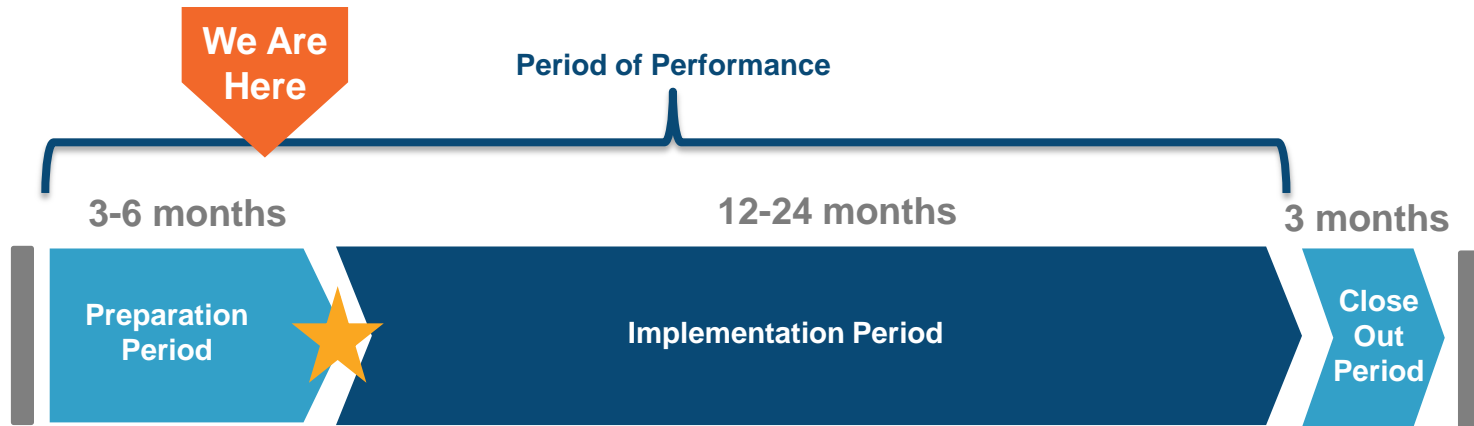 We Are
Here
Period of Performance
3-6 months
12-24 months
3 months
Preparation
Period
Implementation Period
Close
Out
Period